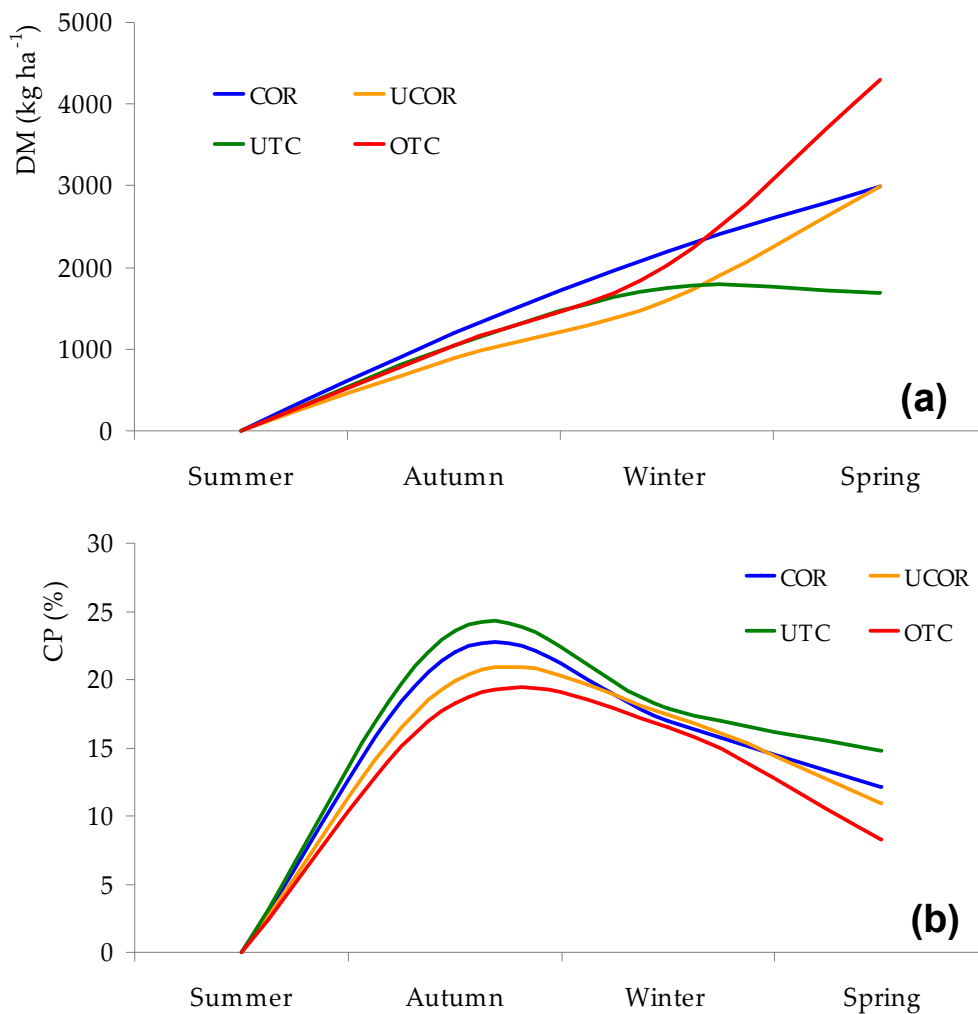 5000
4000
3000
2000
1000
0
DM (kg ha⁻¹)
COR UCOR
UTC OTC
(a)
Summer Autumn Winter Spring
30
25
20
15
10
5
0
CP (%)
COR UCOR
UTC OTC
(b)
Summer Autumn Winter Spring